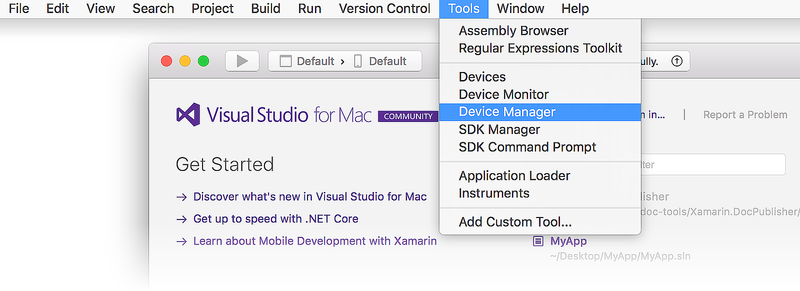 File Edit View Search Project Build Run Version Control Tools Window Help
Assembly Browser
Regular Expressions Toolkit
Default › Default
fully.
Devices
Device Monitor
Device Manager
SDK Manager
SDK Command Prompt
Application Loader
Instruments
Add Custom Tool...
Visual Studio for Mac COMMUNITY
in... | Report a Problem
Get Started
Discover what's new in Visual Studio for Mac
Get up to speed with .NET Core
Learn about Mobile Development with Xamarin
doc-tools/Xamarin.DocPublisher/
MyApp
~/Desktop/MyApp/MyApp.sln